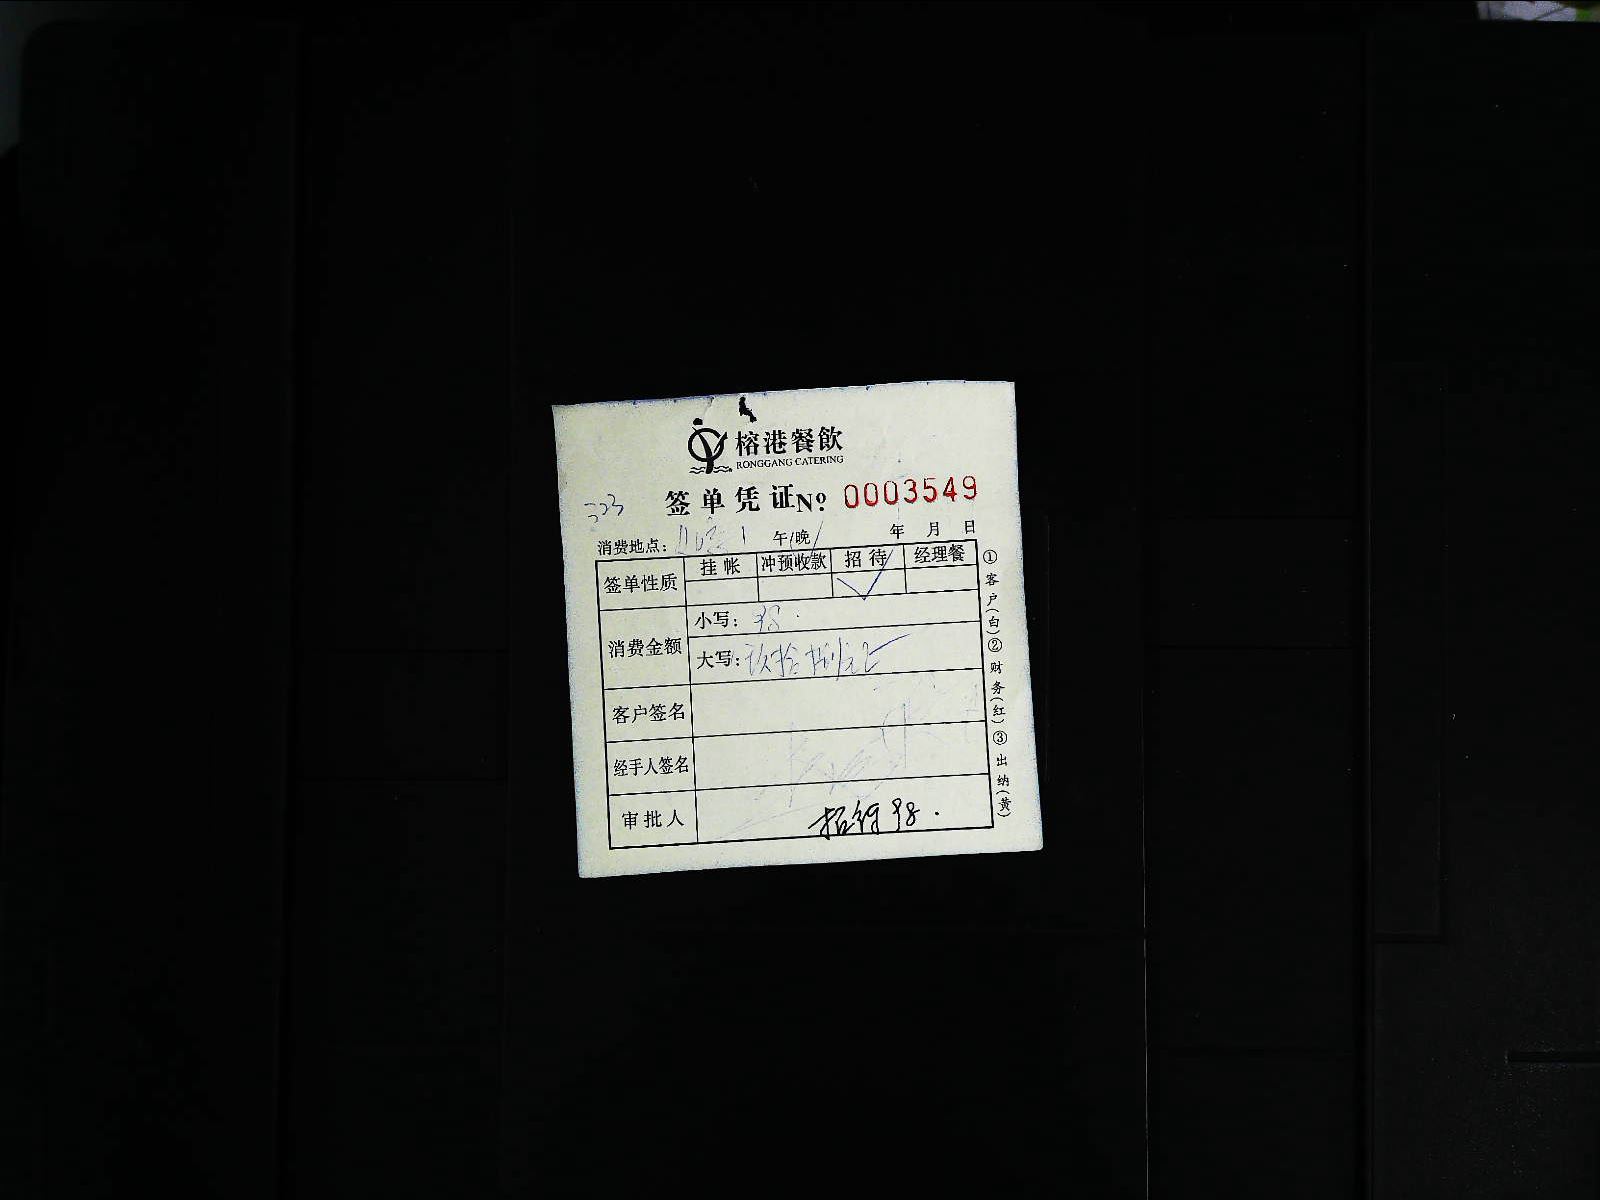 榕港餐飲
RONGGANG CATERING
签单凭证No. 0003549
消费地点： 午/晚 年 月 日
签单性质 挂帐 冲预收款 招待 经理餐
消费金额 小写：98.
大写：玖拾捌元正
客户签名
经手人签名
审批人 招待98.
①客户(白)②财务(红)③出纳(黄)